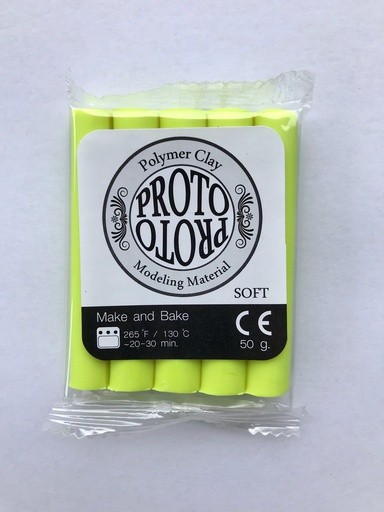 Polymer Clay
PROTO
PROTO
Modeling Material
SOFT
Make and Bake
CE
265 °F / 130 °C
~20-30 min.
50 g.